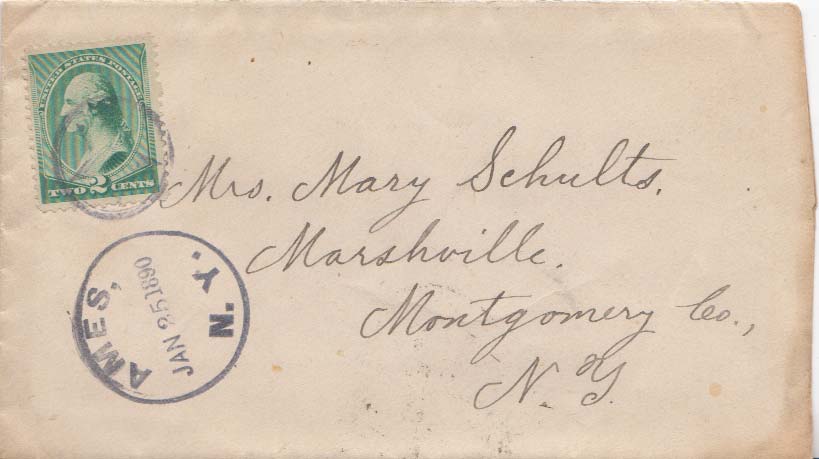 UNITED STATES POSTAGE
TWO 2 CENTS
Mrs. Mary Schults.
Marshville.
Montgomery Co.,
N. Y.
AMES, N. Y.
JAN 25 1890